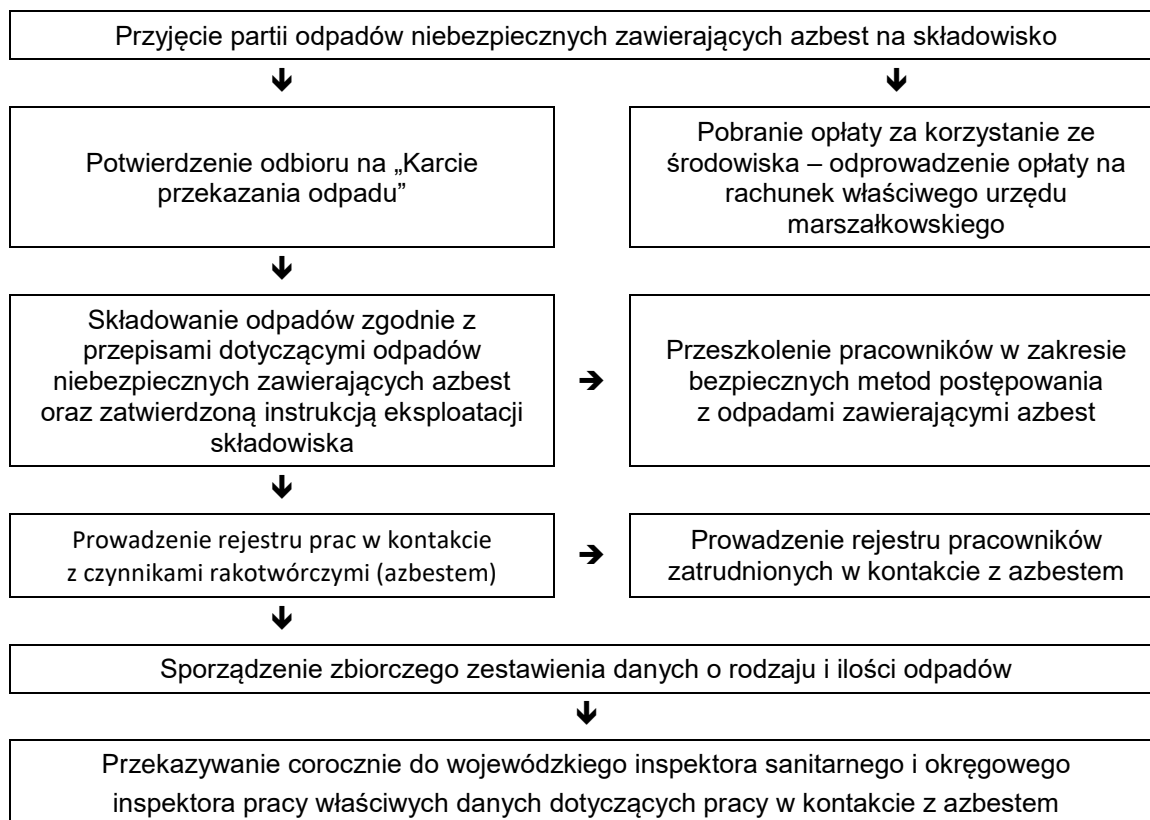 Przyjęcie partii odpadów niebezpiecznych zawierających azbest na składowisko
Potwierdzenie odbioru na „Karcie
przekazania odpadu”
Pobranie opłaty za korzystanie ze
środowiska – odprowadzenie opłaty na
rachunek właściwego urzędu
marszałkowskiego
Składowanie odpadów zgodnie z
przepisami dotyczącymi odpadów
niebezpiecznych zawierających azbest
oraz zatwierdzoną instrukcją eksploatacji
składowiska
Przeszkolenie pracowników w zakresie
bezpiecznych metod postępowania
z odpadami zawierającymi azbest
Prowadzenie rejestru prac w kontakcie
z czynnikami rakotwórczymi (azbestem)
Prowadzenie rejestru pracowników
zatrudnionych w kontakcie z azbestem
Sporządzenie zbiorczego zestawienia danych o rodzaju i ilości odpadów
Przekazywanie corocznie do wojewódzkiego inspektora sanitarnego i okręgowego
inspektora pracy właściwych danych dotyczących pracy w kontakcie z azbestem